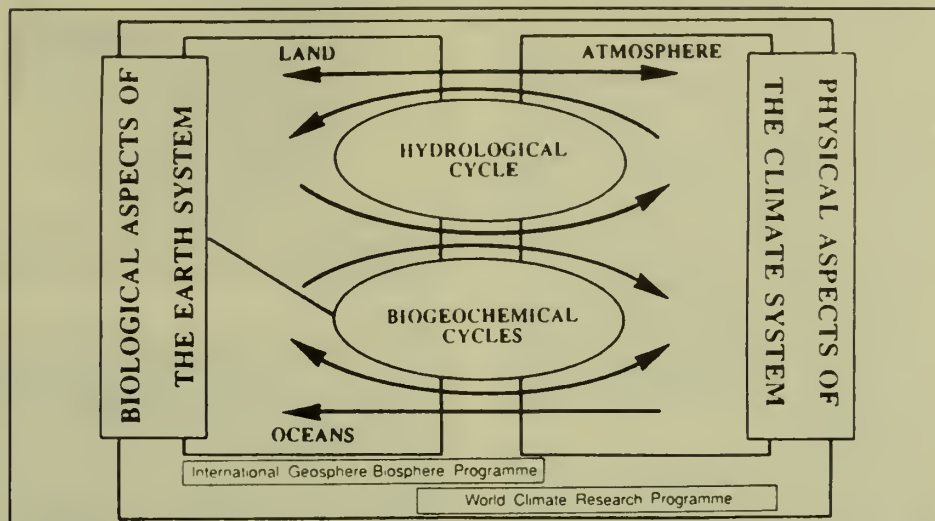 LAND
ATMOSPHERE
BIOLOGICAL ASPECTS OF
THE EARTH SYSTEM
HYDROLOGICAL
CYCLE
BIOGEOCHEMICAL
CYCLES
PHYSICAL ASPECTS OF
THE CLIMATE SYSTEM
OCEANS
International Geosphere Biosphere Programme
World Climate Research Programme